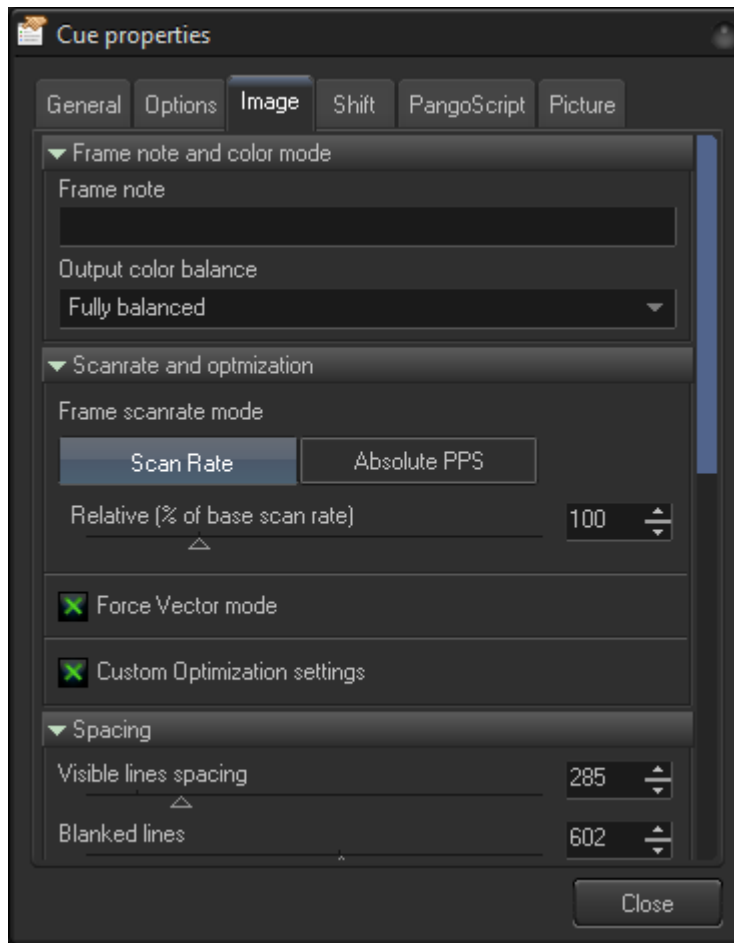 Cue properties
General Options Image Shift PangoScript Picture
Frame note and color mode
Frame note
Output color balance
Fully balanced
Scanrate and optmization
Frame scanrate mode
Scan Rate Absolute PPS
Relative (% of base scan rate) 100
Force Vector mode
Custom Optimization settings
Spacing
Visible lines spacing 285
Blanked lines 602
Close